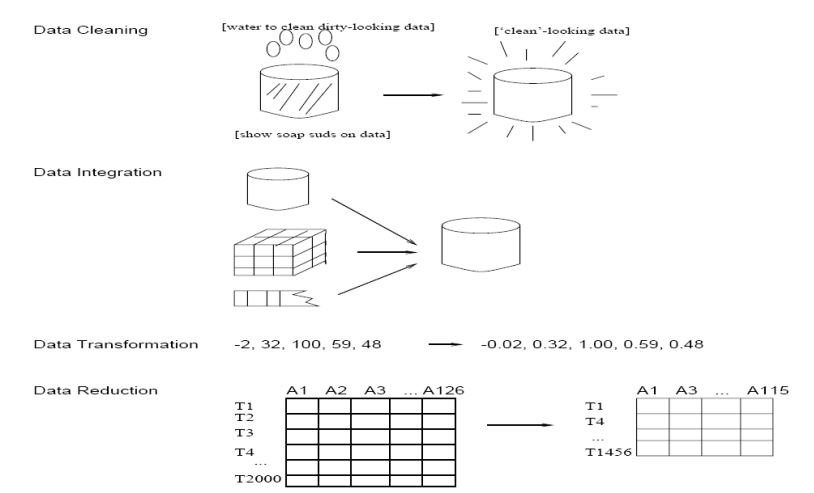 Data Cleaning
[water to clean dirty-looking data]
['clean'-looking data]
[show soap suds on data]
Data Integration
Data Transformation
-2, 32, 100, 59, 48
-0.02, 0.32, 1.00, 0.59, 0.48
Data Reduction
A1 A2 A3 ... A126
T1
T2
T3
T4
...
T2000
A1 A3 ... A115
T1
T4
...
T1456